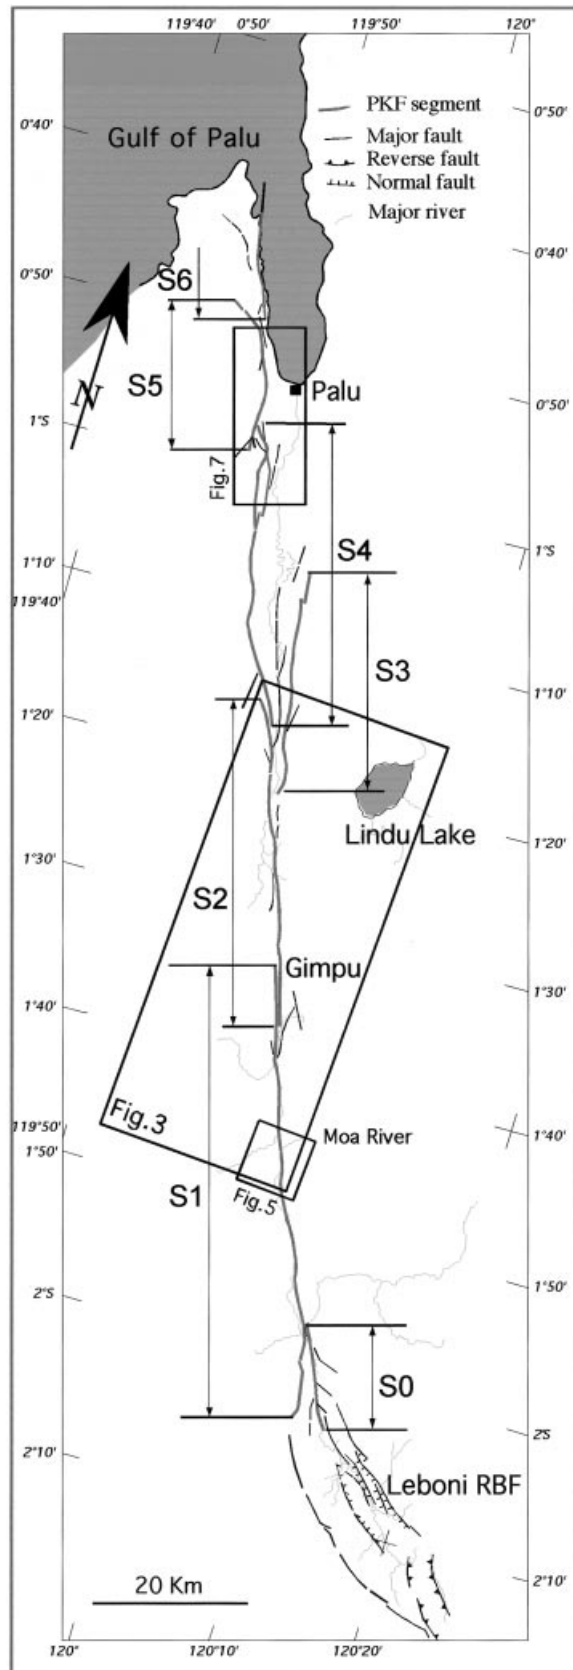 119°40' 0°50' 119°50' 120°
PKF segment
Major fault
Reverse fault
Normal fault
Major river
Gulf of Palu
0°40'
0°50'
0°40'
0°50'
S6
N
S5
Palu
0°50'
1°S
Fig.7
S4
1°S
1°10'
119°40'
S3
1°10'
1°20'
Lindu Lake
1°20'
1°30'
S2
Gimpu
1°30'
1°40'
Fig.3
119°50'
1°50'
Moa River
1°40'
S1
Fig.5
2°S
1°50'
S0
2°S
2°10'
Leboni RBF
20 Km
2°10'
120° 120°10' 120°20'